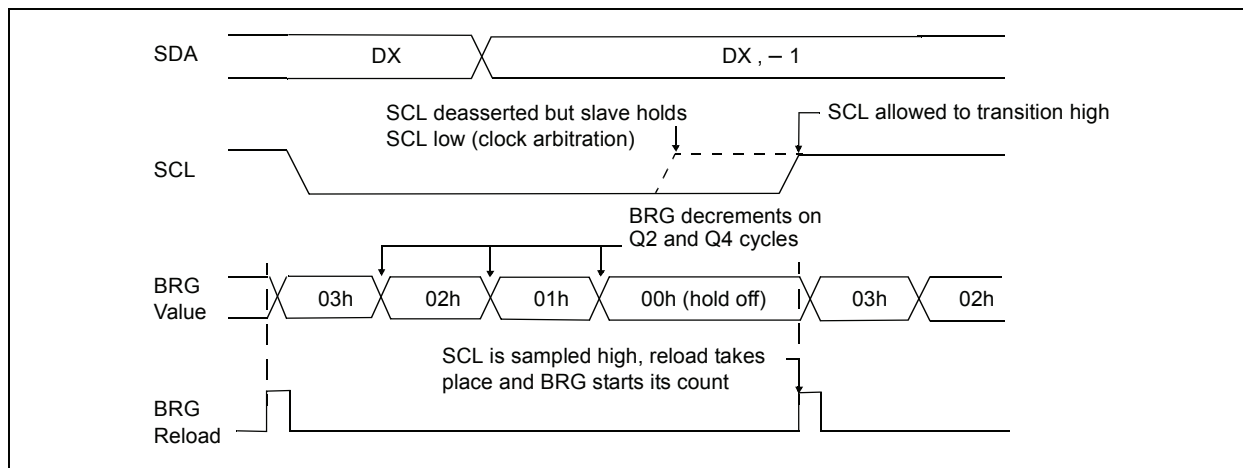 SDA
DX
DX , – 1
SCL deasserted but slave holds
SCL low (clock arbitration)
SCL allowed to transition high
SCL
BRG decrements on
Q2 and Q4 cycles
BRG
Value
03h
02h
01h
00h (hold off)
03h
02h
SCL is sampled high, reload takes
place and BRG starts its count
BRG
Reload